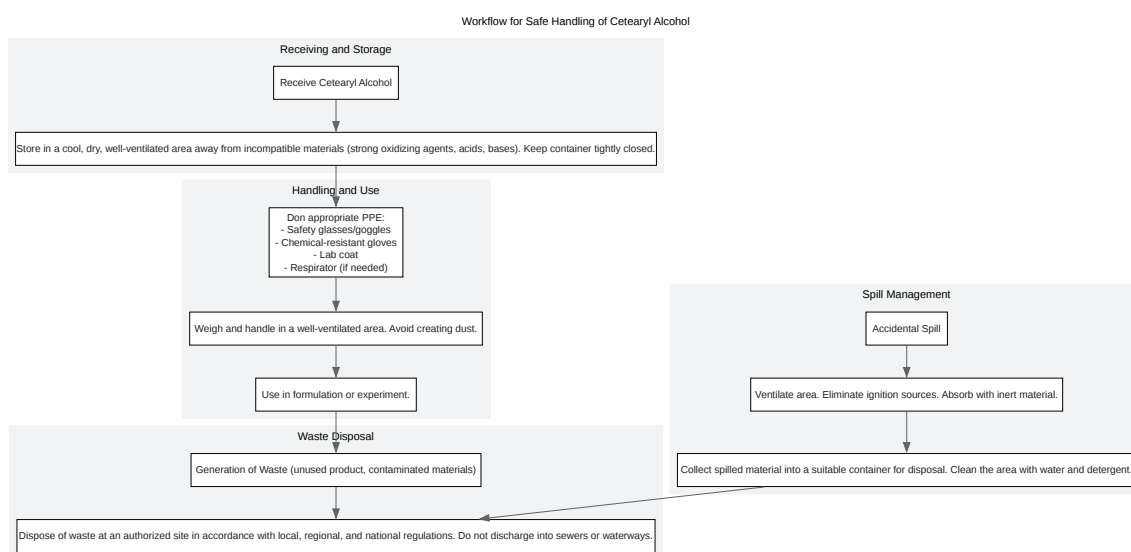 Workflow for Safe Handling of Cetearyl Alcohol
Receiving and Storage
Receive Cetearyl Alcohol
Store in a cool, dry, well-ventilated area away from incompatible materials (strong oxidizing agents, acids, bases). Keep container tightly closed.
Handling and Use
Don appropriate PPE:
- Safety glasses/goggles
- Chemical-resistant gloves
- Lab coat
- Respirator (if needed)
Weigh and handle in a well-ventilated area. Avoid creating dust.
Use in formulation or experiment.
Waste Disposal
Generation of Waste (unused product, contaminated materials)
Dispose of waste at an authorized site in accordance with local, regional, and national regulations. Do not discharge into sewers or waterways.
Spill Management
Accidental Spill
Ventilate area. Eliminate ignition sources. Absorb with inert material.
Collect spilled material into a suitable container for disposal. Clean the area with water and detergent.